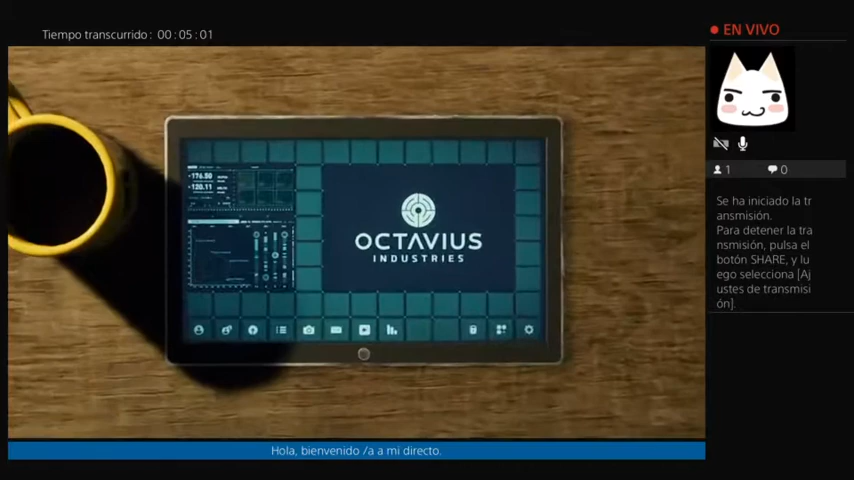 Tiempo transcurrido: 00:05:01
EN VIVO
1
0
Se ha iniciado la tr
ansmisión.
Para detener la tra
nsmisión, pulsa el
botón SHARE, y lu
ego selecciona [Aj
ustes de transmisi
ón].
-176.50
-120.11
OCTAVIUS
INDUSTRIES
Hola, bienvenido /a a mi directo.